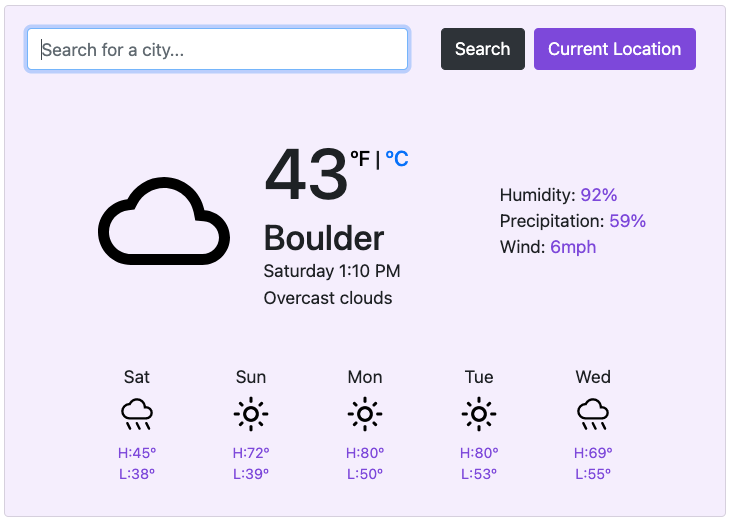 Search for a city...
Search
Current Location
43 °F | °C
Boulder
Saturday 1:10 PM
Overcast clouds
Humidity: 92%
Precipitation: 59%
Wind: 6mph
Sat Sun Mon Tue Wed
H:45° H:72° H:80° H:80° H:69°
L:38° L:39° L:50° L:53° L:55°